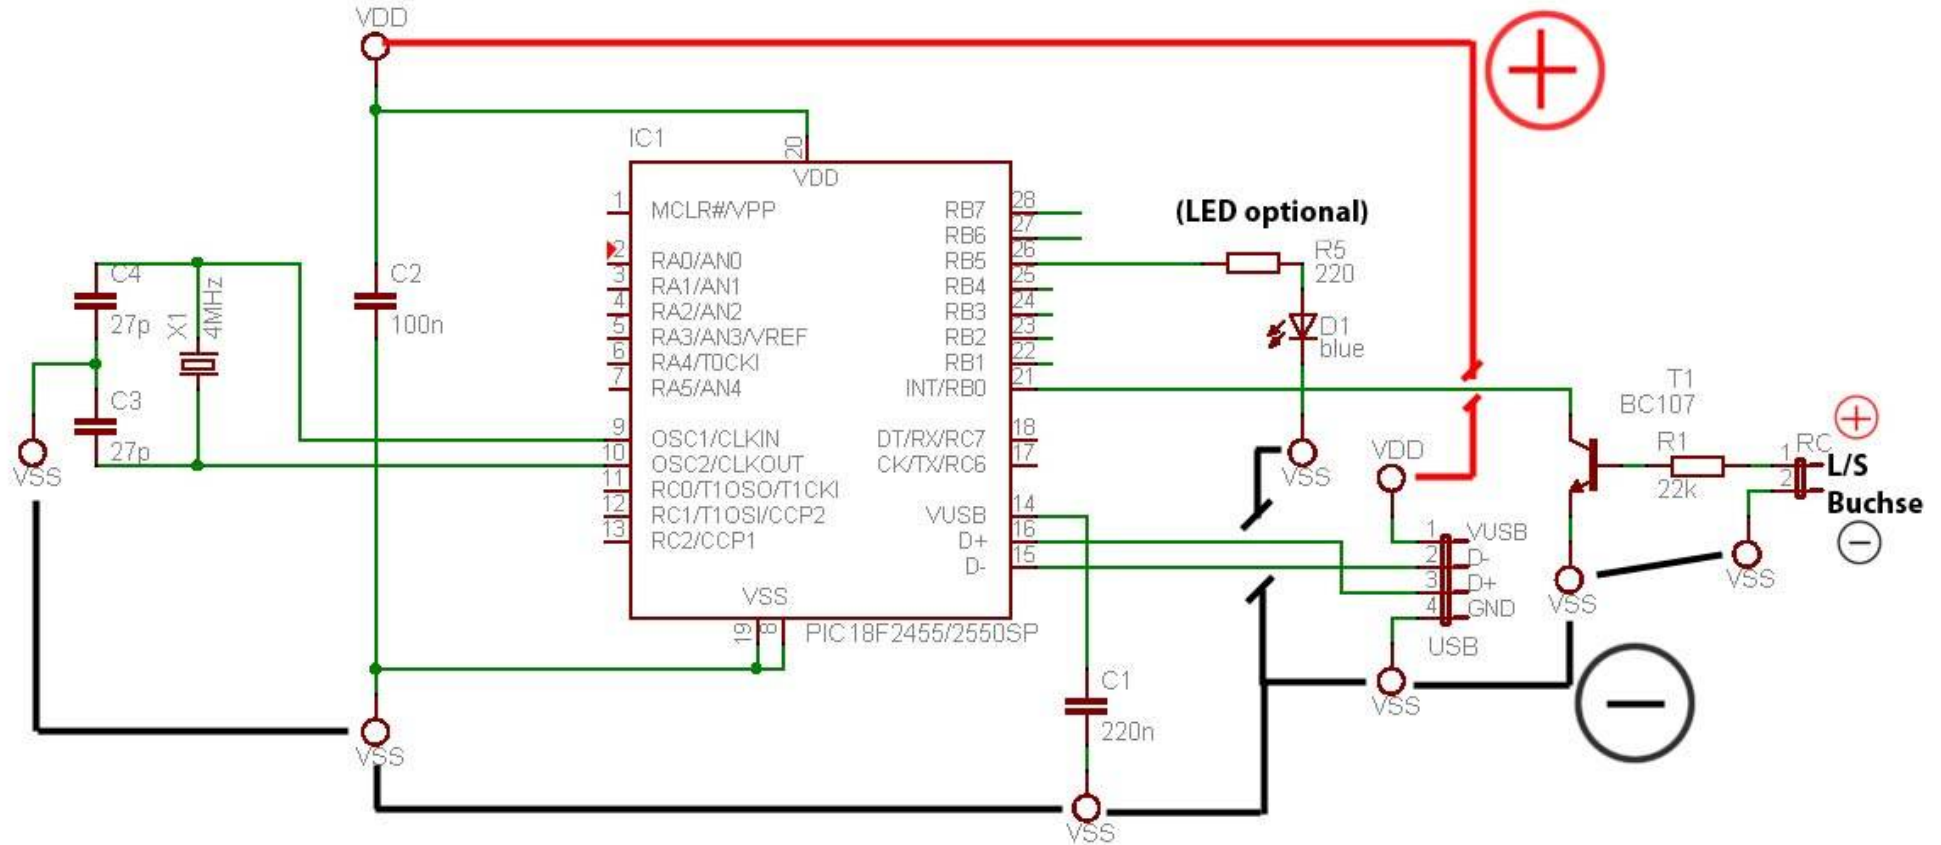 VDD
IC1
20
VDD
1 MCLR#/VPP
2 RA0/AN0
3 RA1/AN1
4 RA2/AN2
5 RA3/AN3/VREF
6 RA4/T0CKI
7 RA5/AN4
9 OSC1/CLKIN
10 OSC2/CLKOUT
11 RC0/T1OSO/T1CKI
12 RC1/T1OSI/CCP2
13 RC2/CCP1
RB7 28
RB6 27
RB5 26
RB4 25
RB3 24
RB2 23
RB1 22
INT/RB0 21
DT/RX/RC7 18
CK/TX/RC6 17
VUSB 14
D+ 16
D- 15
VSS
19 8
PIC18F2455/2550SP
C4
27p
X1
4MHz
C3
27p
VSS
C2
100n
VSS
(LED optional)
R5
220
D1
blue
VSS
C1
220n
VSS
VDD
1 VUSB
2 D-
3 D+
4 GND
USB
VSS
T1
BC107
R1
22k
RC
1
2
L/S
Buchse
VSS
VSS